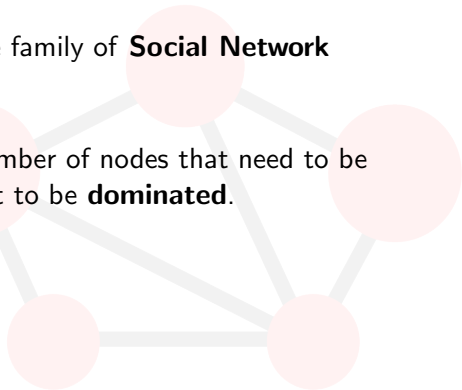 family of Social Network
mber of nodes that need to be
t to be dominated.